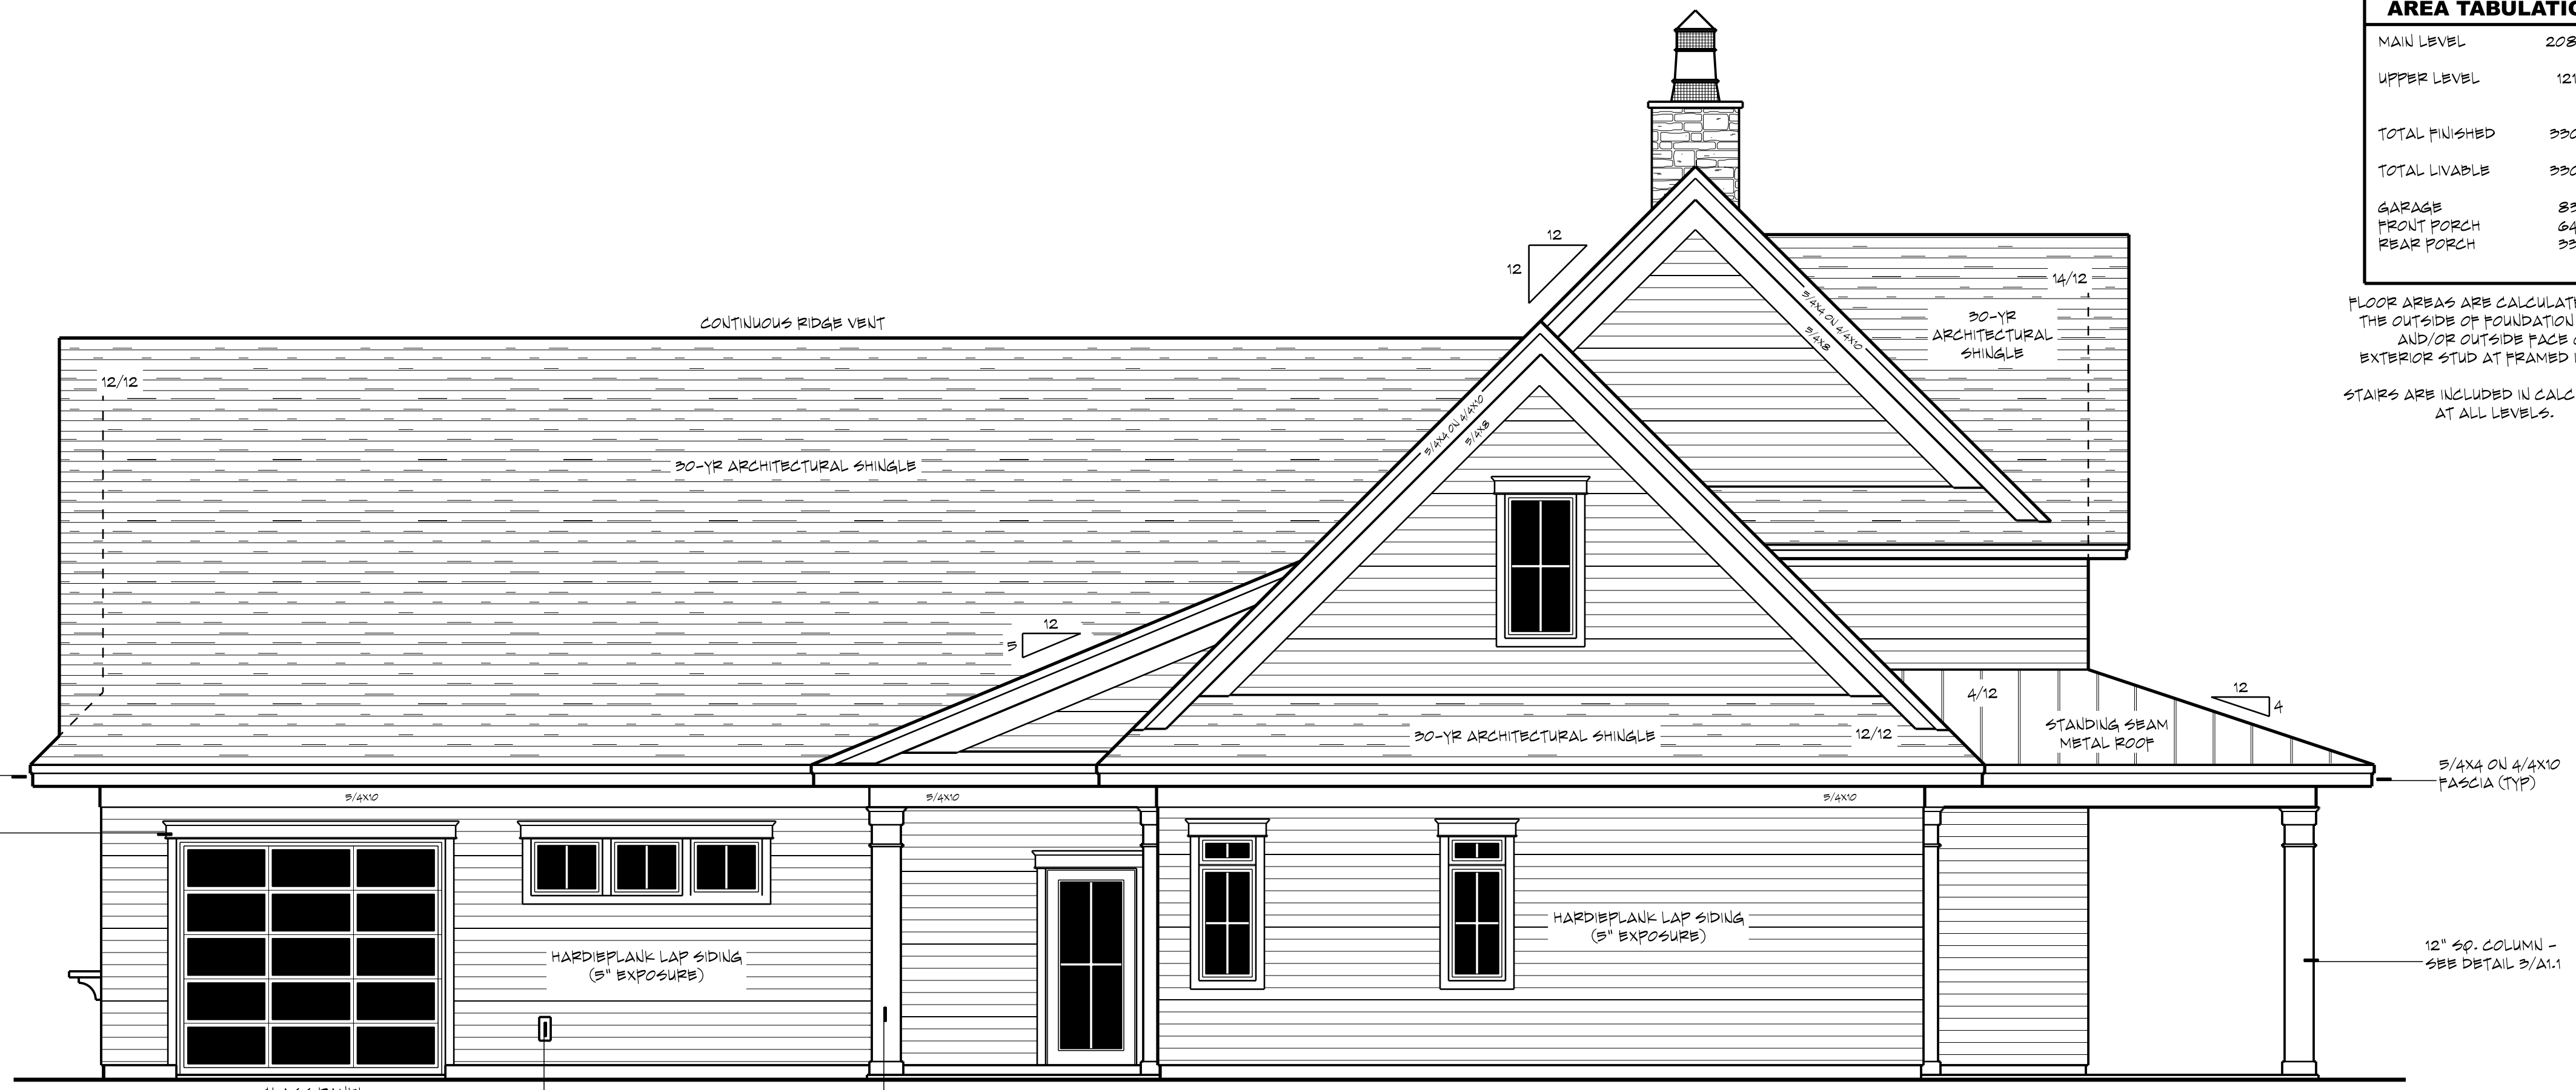 AREA TABULATIO
MAIN LEVEL 208
UPPER LEVEL 121
TOTAL FINISHED 330
TOTAL LIVABLE 330
GARAGE 83
FRONT PORCH 64
REAR PORCH 33
FLOOR AREAS ARE CALCULATE
THE OUTSIDE OF FOUNDATION
AND/OR OUTSIDE FACE
EXTERIOR STUD AT FRAMED
STAIRS ARE INCLUDED IN CALC
AT ALL LEVELS.
12
12
14/12
30-YR
ARCHITECTURAL
SHINGLE
5/4X4 ON 4/4X10
5/4X8
CONTINUOUS RIDGE VENT
12/12
5/4X4 ON 4/4X10
5/4X8
30-YR ARCHITECTURAL SHINGLE
12
5
30-YR ARCHITECTURAL SHINGLE
12/12
4/12
STANDING SEAM
METAL ROOF
12
4
5/4X4 ON 4/4X10
FASCIA (TYP)
5/4X10
5/4X10
5/4X10
HARDIEPLANK LAP SIDING
(5" EXPOSURE)
HARDIEPLANK LAP SIDING
(5" EXPOSURE)
12" SQ. COLUMN -
SEE DETAIL 3/A1.1